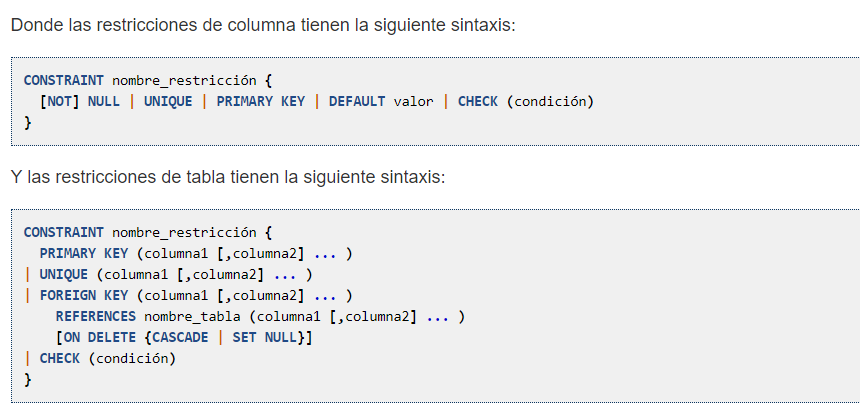 Donde las restricciones de columna tienen la siguiente sintaxis:
CONSTRAINT nombre_restricción {
[NOT] NULL | UNIQUE | PRIMARY KEY | DEFAULT valor | CHECK (condición)
}
Y las restricciones de tabla tienen la siguiente sintaxis:
CONSTRAINT nombre_restricción {
PRIMARY KEY (columna1 [,columna2] ... )
| UNIQUE (columna1 [,columna2] ... )
| FOREIGN KEY (columna1 [,columna2] ... )
REFERENCES nombre_tabla (columna1 [,columna2] ... )
[ON DELETE {CASCADE | SET NULL}]
| CHECK (condición)
}